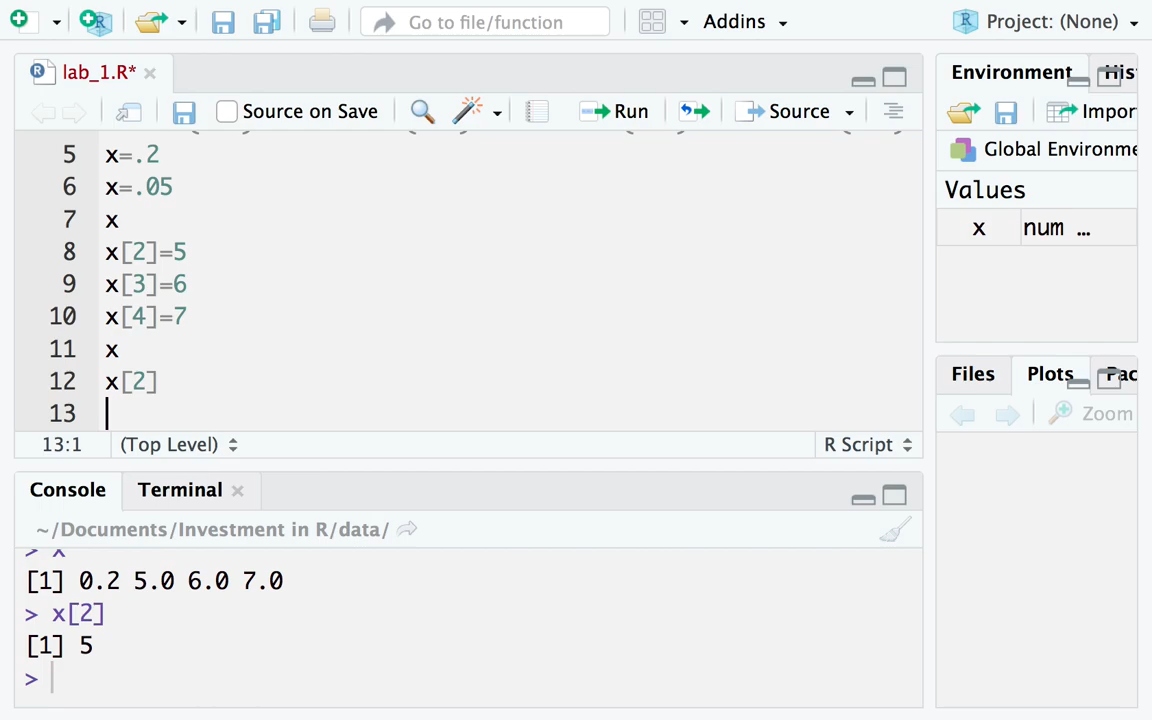 Go to file/function
Addins
Project: (None)
lab_1.R*
Source on Save
Run
Source
5 x=.2
6 x=.05
7 x
8 x[2]=5
9 x[3]=6
10 x[4]=7
11 x
12 x[2]
13
13:1 (Top Level) R Script
Console Terminal
~/Documents/Investment in R/data/
> x
[1] 0.2 5.0 6.0 7.0
> x[2]
[1] 5
>
Environment His
Impor
R Global Environme
Values
x num ...
Files Plots Pac
Zoom